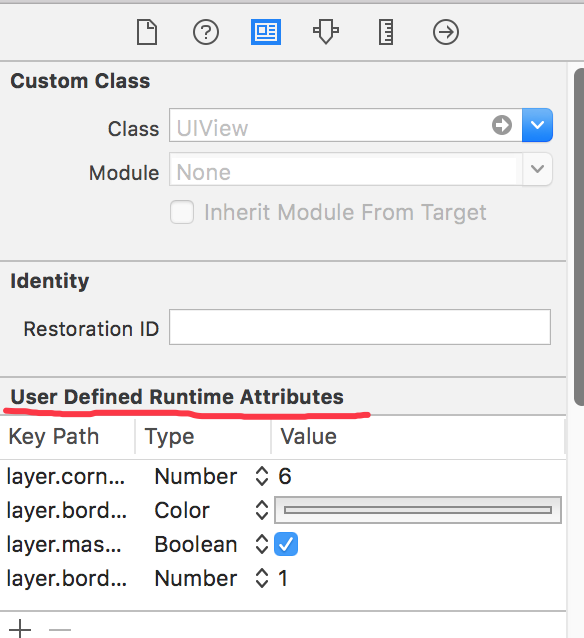 Custom Class
Class UIView
Module None
Inherit Module From Target
Identity
Restoration ID
User Defined Runtime Attributes
Key Path Type Value
layer.corn... Number 6
layer.bord... Color
layer.mas... Boolean
layer.bord... Number 1